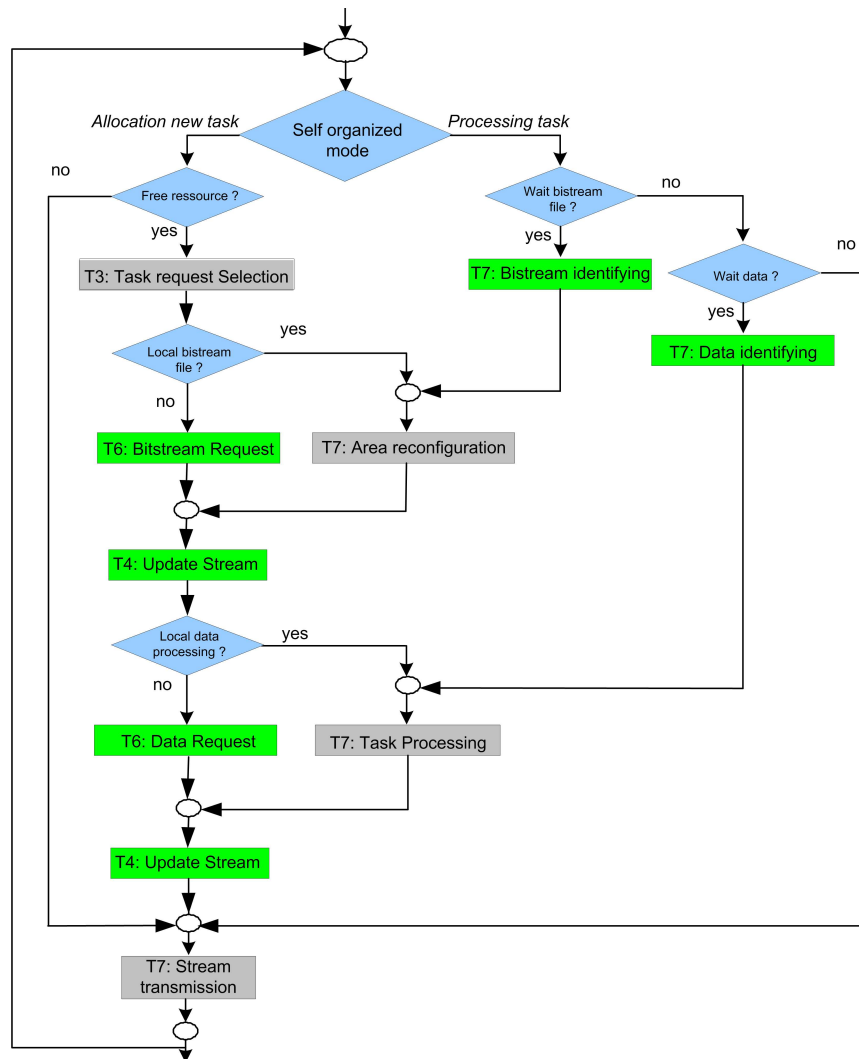 Allocation new task
Processing task
Self organized
mode
no
Free ressource ?
Wait bistream
file ?
no
yes
yes
no
T3: Task request Selection
T7: Bistream identifying
Wait data ?
yes
yes
Local bistream
file ?
T7: Data identifying
no
T6: Bitstream Request
T7: Area reconfiguration
T4: Update Stream
Local data
processing ?
yes
no
T6: Data Request
T7: Task Processing
T4: Update Stream
T7: Stream
transmission